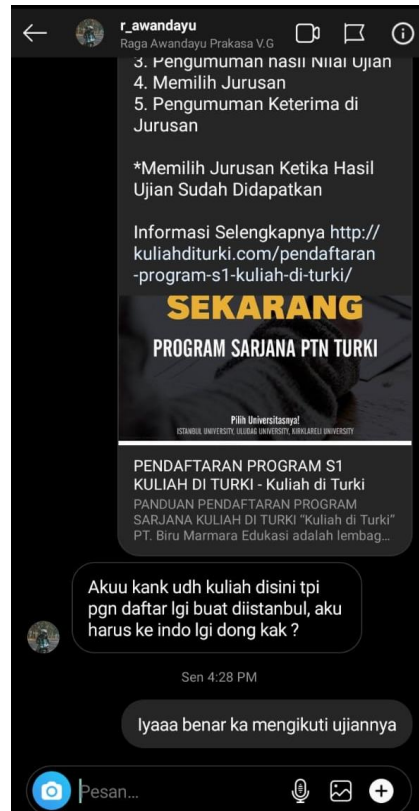 r_awandayu
Raga Awandayu Prakasa V.G
3. Pengumuman hasil Nilai Ujian
4. Memilih Jurusan
5. Pengumuman Keterima di
Jurusan
*Memilih Jurusan Ketika Hasil
Ujian Sudah Didapatkan
Informasi Selengkapnya http://
kuliahditurki.com/pendaftaran
-program-s1-kuliah-di-turki/
SEKARANG
PROGRAM SARJANA PTN TURKI
Pilih Universitasnya!
ISTANBUL UNIVERSITY, ULUDAG UNIVERSITY, KIRKLARELI UNIVERSITY
PENDAFTARAN PROGRAM S1
KULIAH DI TURKI - Kuliah di Turki
PANDUAN PENDAFTARAN PROGRAM
SARJANA KULIAH DI TURKI “Kuliah di Turki”
PT. Biru Marmara Edukasi adalah lembag...
Akuu kank udh kuliah disini tpi
pgn daftar lgi buat diistanbul, aku
harus ke indo lgi dong kak ?
Sen 4:28 PM
Iyaaa benar ka mengikuti ujiannya
Pesan...